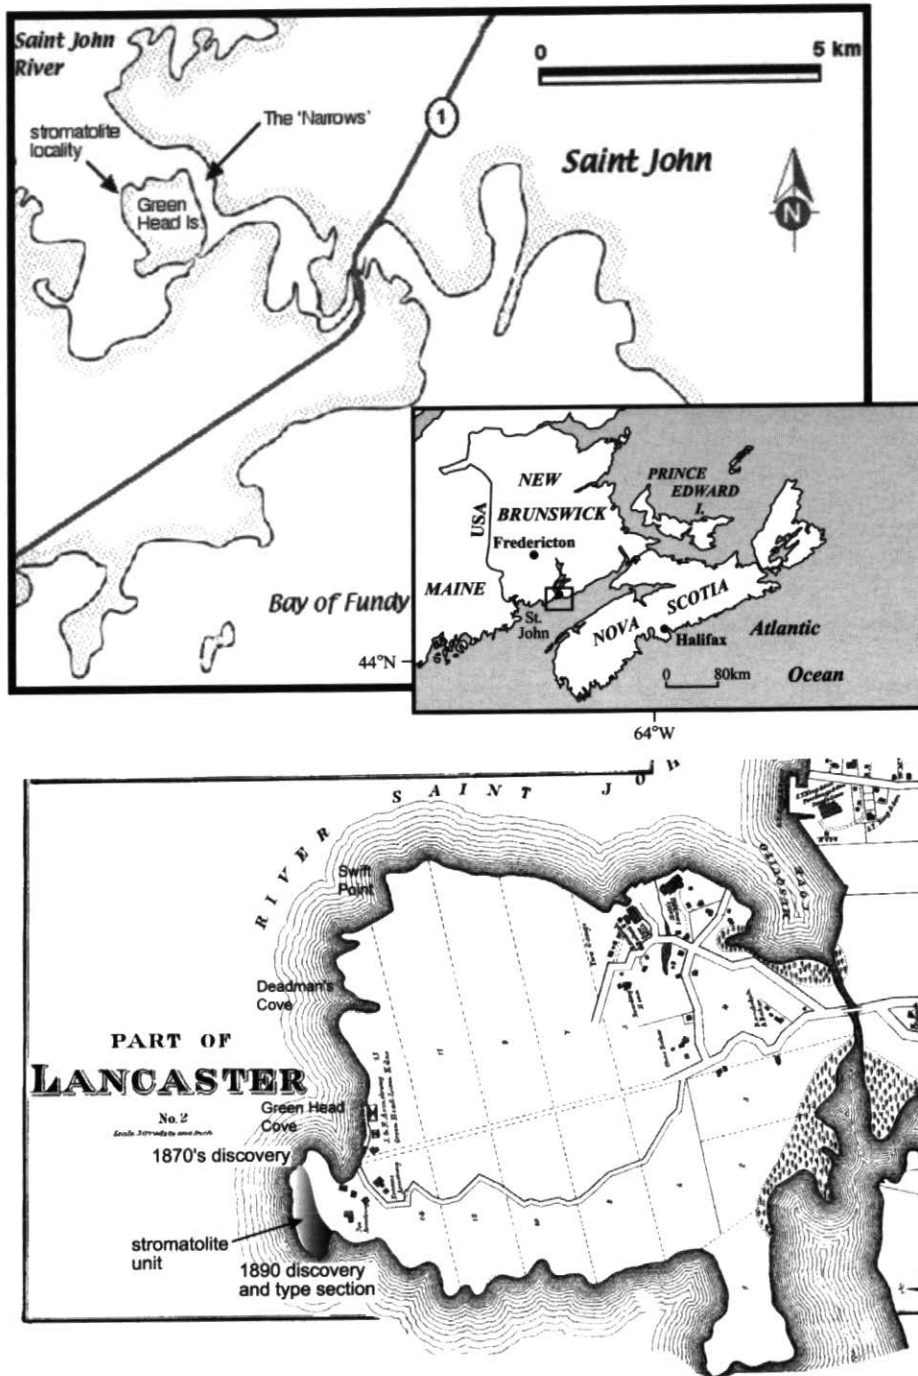 Saint John
River
0 5 km
1
The 'Narrows'
stromatolite
locality
Saint John
Green
Head Is.
N
Bay of Fundy
NEW
BRUNSWICK
PRINCE
EDWARD
I.
USA
Fredericton
MAINE
St.
John
NOVA
SCOTIA
Halifax
Atlantic
Ocean
0 80km
44°N
64°W
RIVER SAINT JOH
Swift
Point
Deadman's
Cove
PART OF
LANCASTER
No. 2
Green Head
Cove
1870's discovery
stromatolite
unit
1890 discovery
and type section